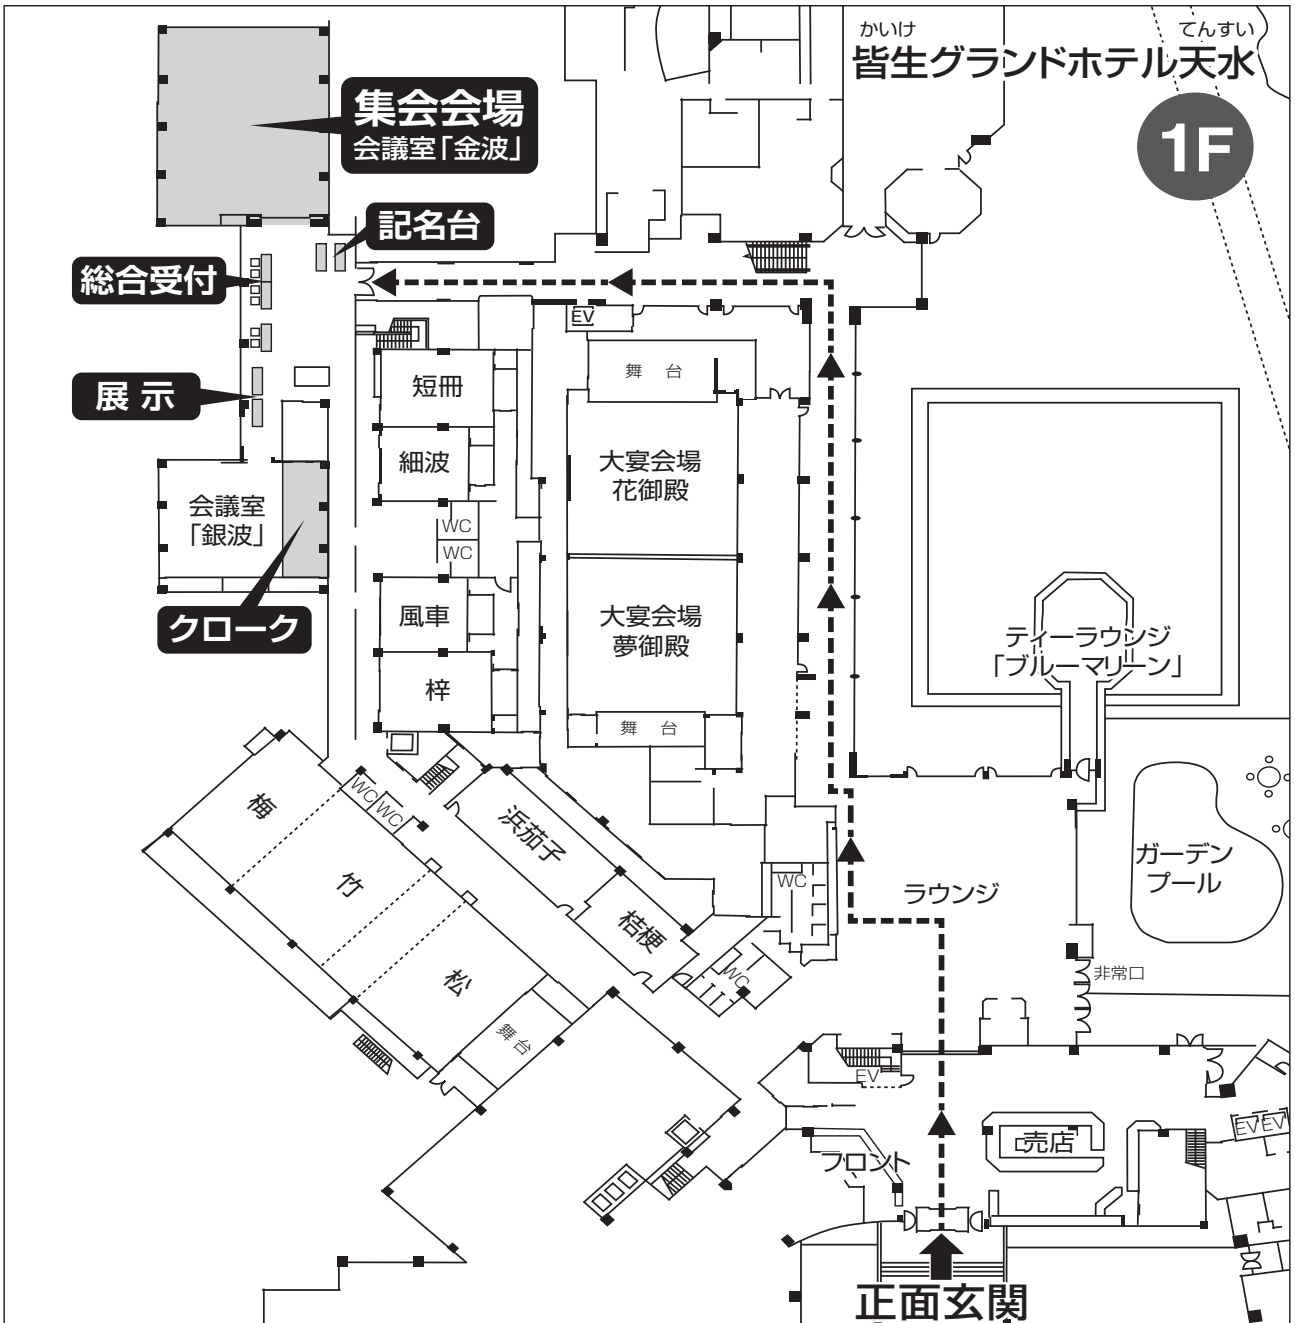 かいけ てんすい
皆生グランドホテル天水
1F
集会会場
会議室「金波」
記名台
総合受付
展示
EV
舞台
短冊
細波
大宴会場
花御殿
会議室
「銀波」
WC
WC
クローク
風車
大宴会場
夢御殿
ティーラウンジ
「ブルーマリーン」
梓
舞台
梅
WC
WC
浜茄子
竹
ガーデン
プール
WC
ラウンジ
桔梗
松
WC
非常口
舞台
EV
EV
EV
売店
フロント
正面玄関